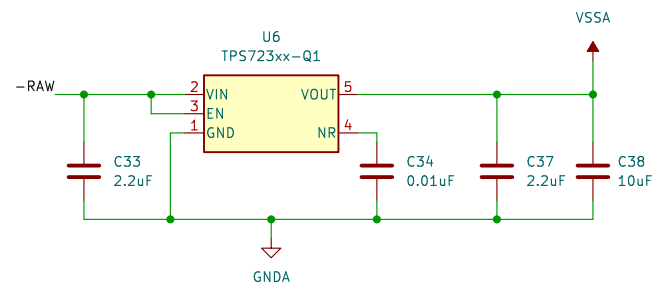 VSSA
U6
TPS723xx-Q1
-RAW
2
VIN
VOUT
5
3
EN
1
GND
NR
4
C33
2.2uF
C34
0.01uF
C37
2.2uF
C38
10uF
GNDA